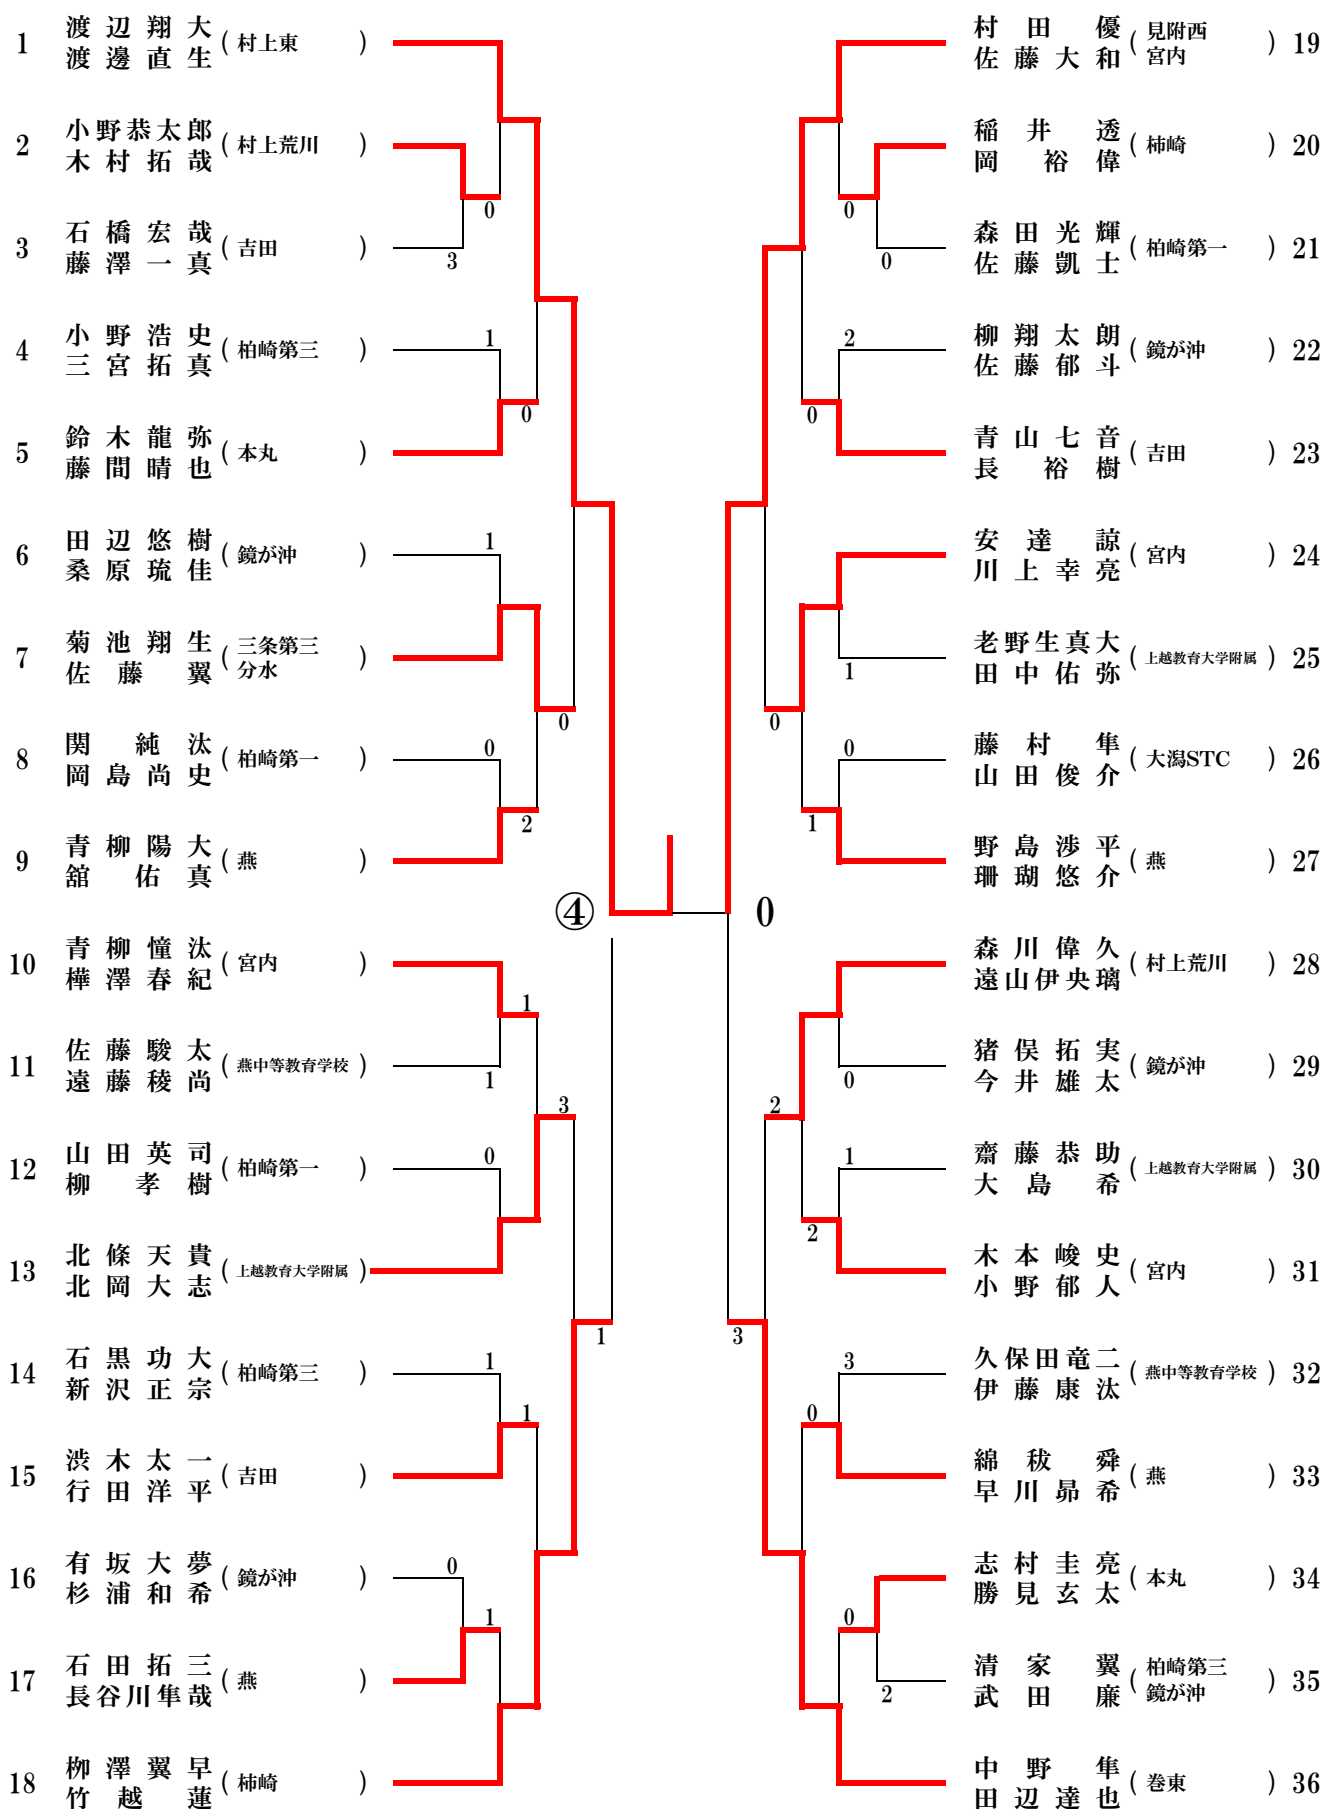 1 渡辺翔大 (村上東)
渡邊直生
2 小野恭太郎 (村上荒川)
木村拓哉
0
3 石橋宏哉 (吉田)
藤澤一真
3
4 小野浩史 (柏崎第三) 1
三宮拓真
0
5 鈴木龍弥 (本丸)
藤間晴也
6 田辺悠樹 (鏡が沖) 1
桑原琉佳
7 菊池翔生 (三条第三
佐藤翼 分水)
0
8 関純汰 (柏崎第一) 0
岡島尚史
2
9 青柳陽大 (燕)
舘佑真
④ 0
10 青柳憧汰 (宮内)
樺澤春紀
1
11 佐藤駿太 (燕中等教育学校)
遠藤稜尚
1
3
12 山田英司 (柏崎第一) 0
柳孝樹
13 北條天貴 (上越教育大学附属)
北岡大志
1
14 石黒功大 (柏崎第三) 1
新沢正宗
1
15 渋木太一 (吉田)
行田洋平
16 有坂大夢 (鏡が沖) 0
杉浦和希
1
17 石田拓三 (燕)
長谷川隼哉
18 栁澤翼早 (柿崎)
竹越蓮
村田優 (見附西 19
佐藤大和 宮内)
稲井透 (柿崎) 20
岡裕偉
0
森田光輝 (柏崎第一) 21
佐藤凱士
0
2 柳翔太朗 (鏡が沖) 22
佐藤郁斗
0
青山七音 (吉田) 23
長裕樹
安達諒 (宮内) 24
川上幸亮
老野生真大 (上越教育大学附属) 25
田中佑弥
1
0
0 藤村隼 (大潟STC) 26
山田俊介
1
野島渉平 (燕) 27
珊瑚悠介
森川偉久 (村上荒川) 28
遠山伊央璃
猪俣拓実 (鏡が沖) 29
今井雄太
0
2
1 齋藤恭助 (上越教育大学附属) 30
大島希
2
木本峻史 (宮内) 31
小野郁人
3
3 久保田竜二 (燕中等教育学校) 32
伊藤康汰
0
綿秡舜 (燕) 33
早川昴希
志村圭亮 (本丸) 34
勝見玄太
0
清家翼 (柏崎第三 35
武田廉 鏡が沖)
2
中野隼 (巻東) 36
田辺達也